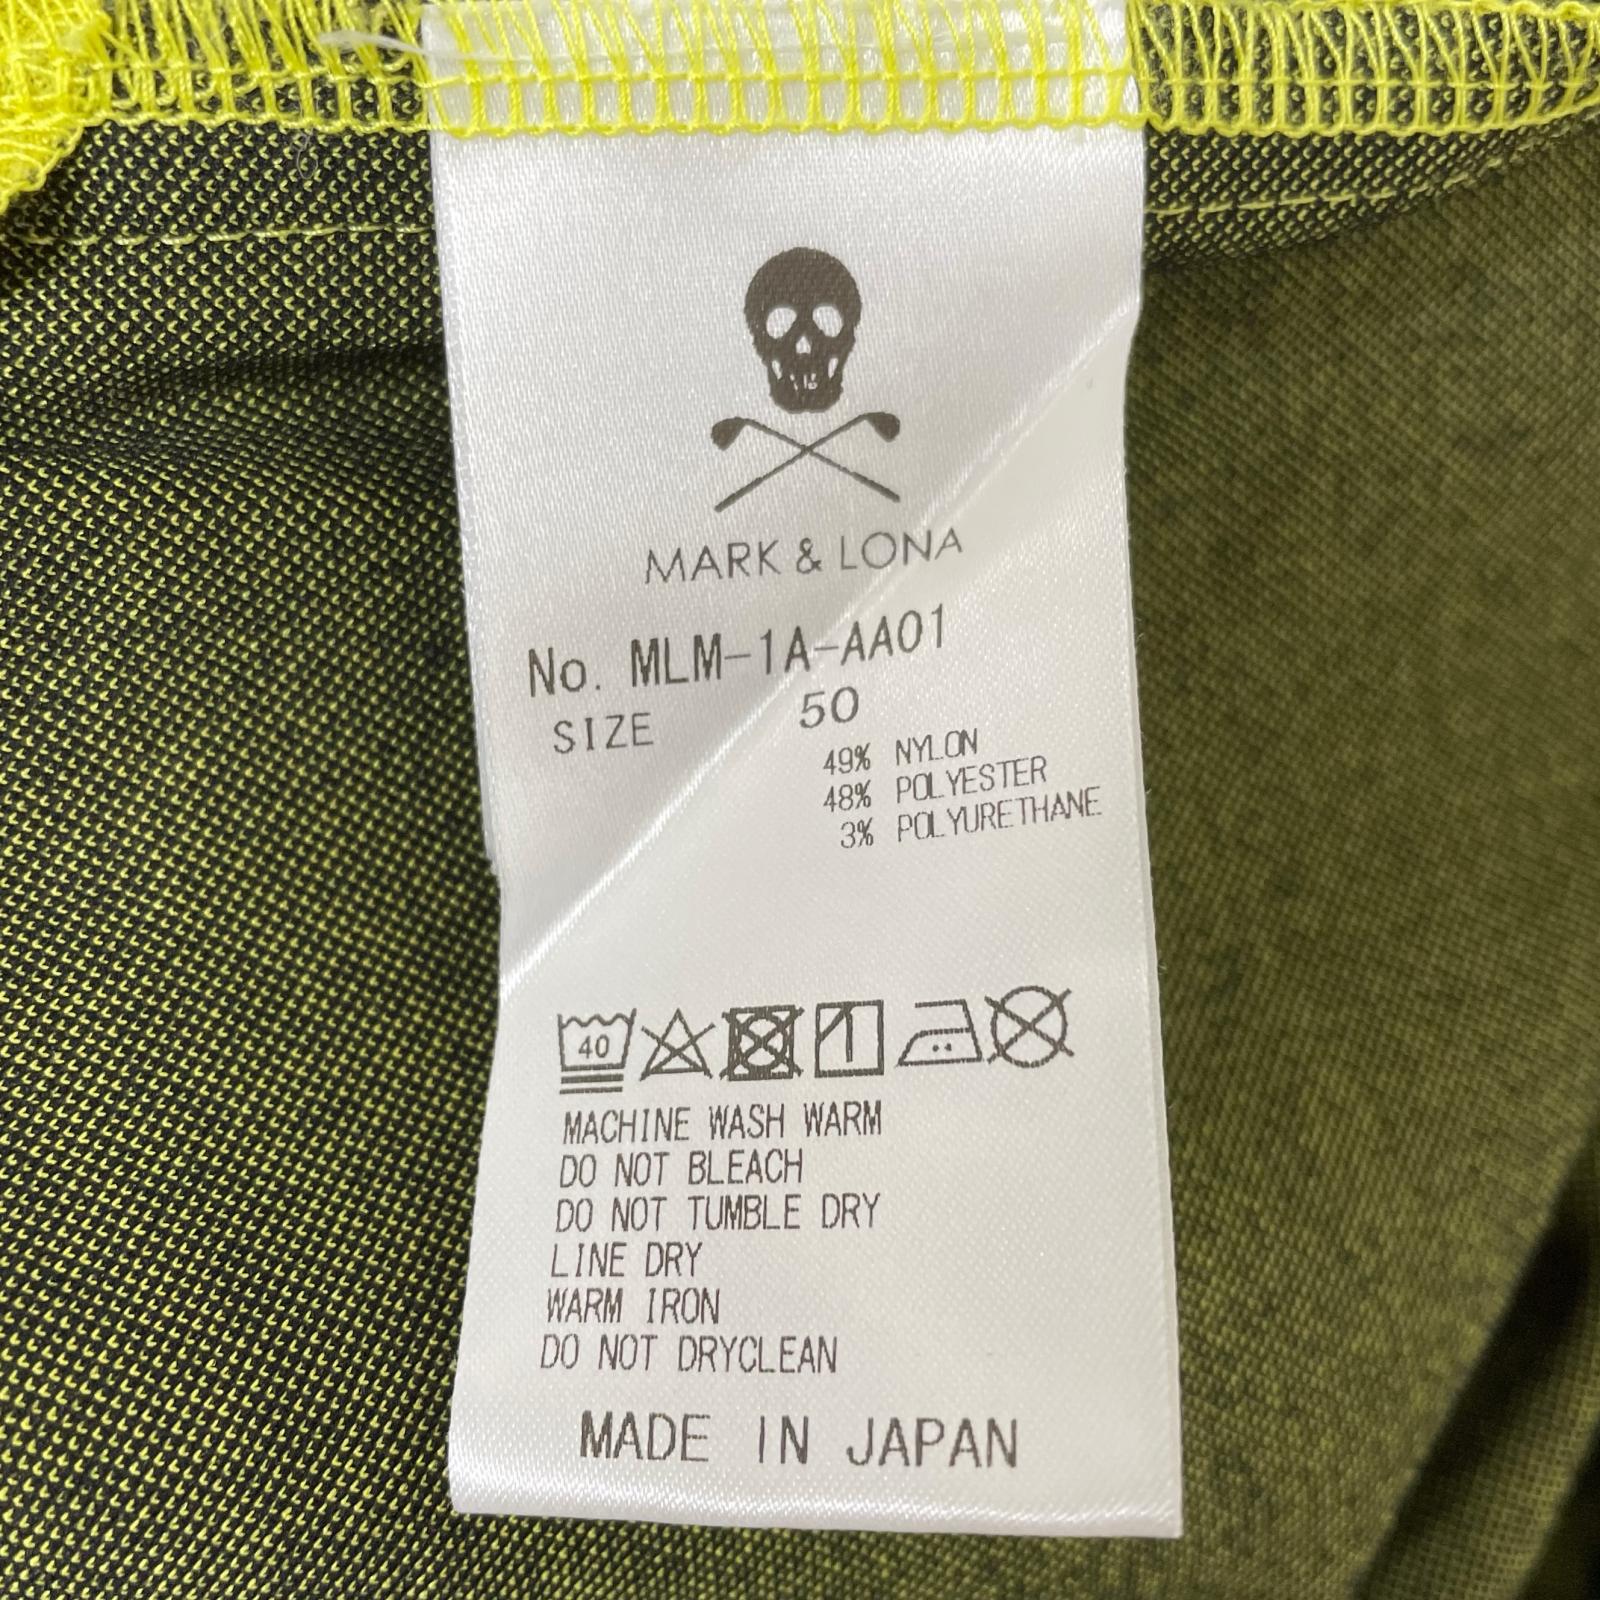 MARK & LONA
No. MLM-1A-AA01
SIZE 50
49% NYLON
48% POLYESTER
3% POLYURETHANE
40
MACHINE WASH WARM
DO NOT BLEACH
DO NOT TUMBLE DRY
LINE DRY
WARM IRON
DO NOT DRYCLEAN
MADE IN JAPAN